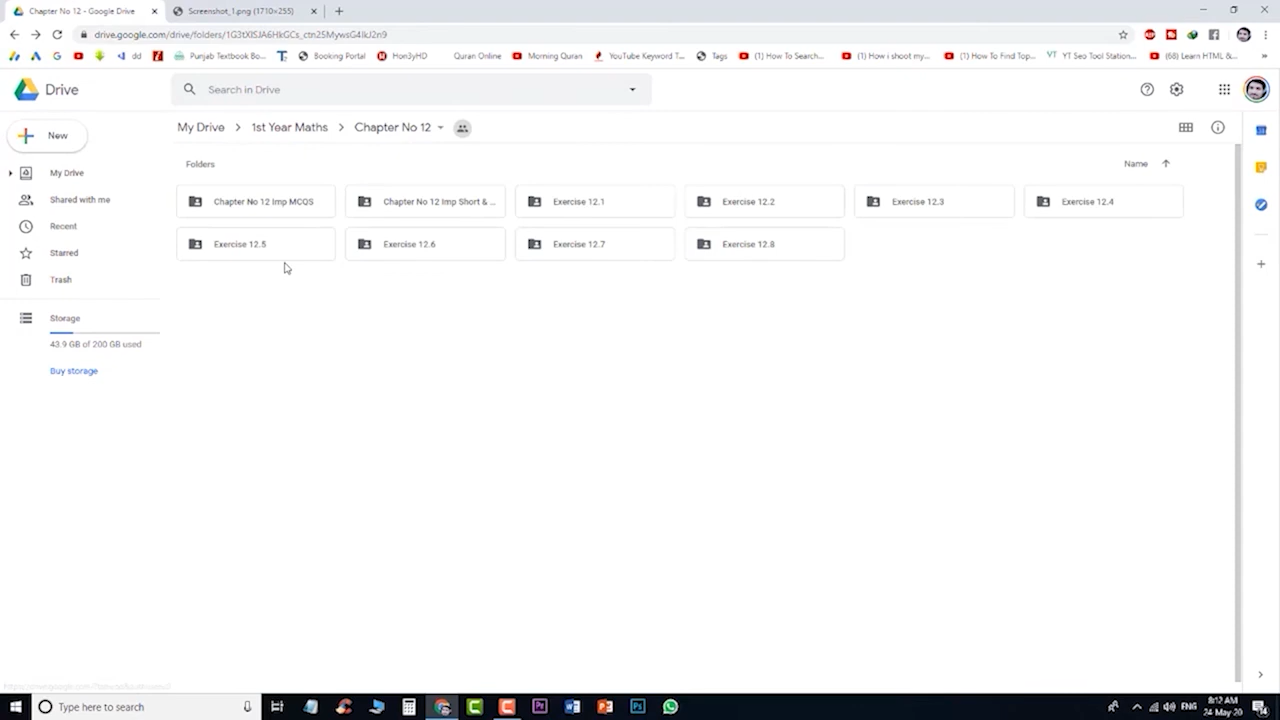 Chapter No 12 - Google Drive
Screenshot_1.png (1710×255)
drive.google.com/drive/folders/1G3tXlSJA6HkGCs_ctn25MywsG4IkJ2n9
dd
Punjab Textbook Bo...
Booking Portal
Hon3yHD
Quran Online
Morning Quran
YouTube Keyword T...
Tags
(1) How To Search...
(1) How i shoot my...
(1) How To Find Top...
YT Seo Tool Station...
(68) Learn HTML &...
Drive
Search in Drive
New
My Drive
Shared with me
Recent
Starred
Trash
Storage
43.9 GB of 200 GB used
Buy storage
My Drive > 1st Year Maths > Chapter No 12
Folders
Name
Chapter No 12 Imp MCQS
Chapter No 12 Imp Short & ...
Exercise 12.1
Exercise 12.2
Exercise 12.3
Exercise 12.4
Exercise 12.5
Exercise 12.6
Exercise 12.7
Exercise 12.8
Type here to search
ENG
8:12 AM
24-May-20